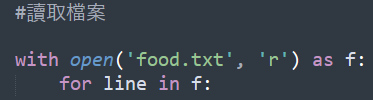 #讀取檔案
with open('food.txt', 'r') as f:
    for line in f: